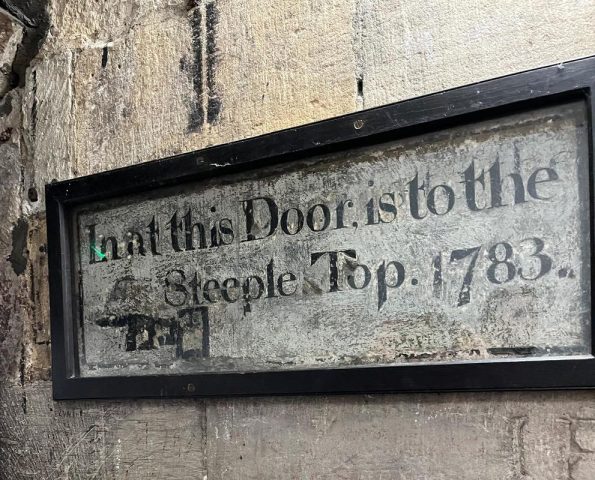 In at this Door, is to the
Steeple Top. 1783.